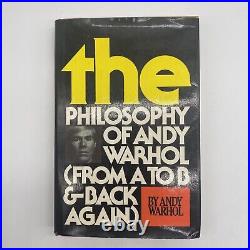 the
PHILOSOPHY
OF ANDY
WARHOL
(FROM A TO B
& BACK
AGAIN)
BY ANDY
WARHOL